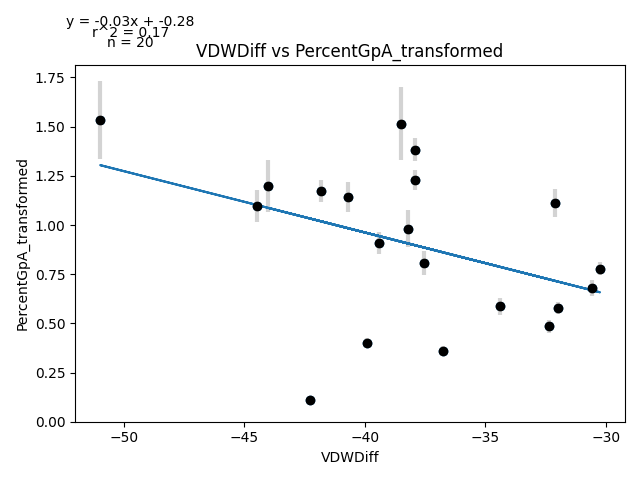 y = -0.03x + -0.28
r^2 = 0.17
n = 20
VDWDiff vs PercentGpA_transformed
1.75
1.50
1.25
1.00
0.75
0.50
0.25
0.00
PercentGpA_transformed
−50
−45
−40
−35
−30
VDWDiff